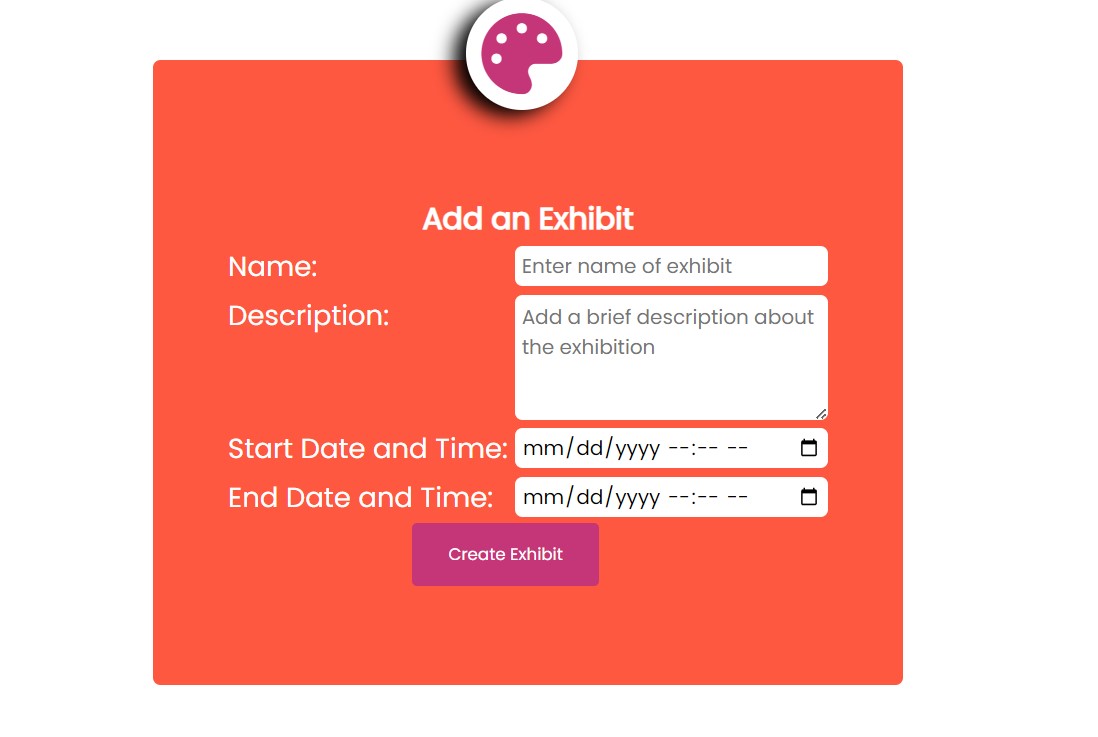 Add an Exhibit
Name: Enter name of exhibit
Description: Add a brief description about
the exhibition
Start Date and Time: mm/dd/yyyy --:-- --
End Date and Time: mm/dd/yyyy --:-- --
Create Exhibit